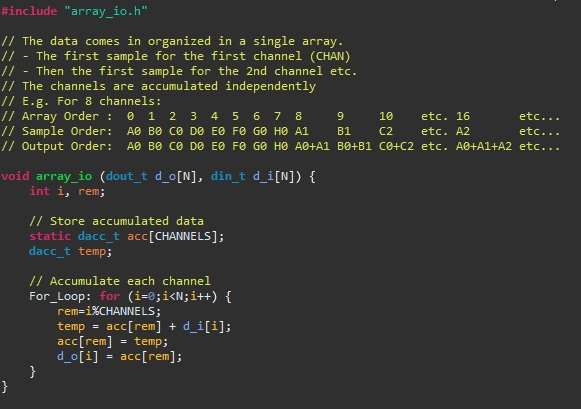 #include "array_io.h"
// The data comes in organized in a single array.
// - The first sample for the first channel (CHAN)
// - Then the first sample for the 2nd channel etc.
// The channels are accumulated independently
// E.g. For 8 channels:
// Array Order :  0  1  2  3  4  5  6  7  8     9     10    etc. 16       etc...
// Sample Order:  A0 B0 C0 D0 E0 F0 G0 H0 A1    B1    C2    etc. A2       etc...
// Output Order:  A0 B0 C0 D0 E0 F0 G0 H0 A0+A1 B0+B1 C0+C2 etc. A0+A1+A2 etc...
void array_io (dout_t d_o[N], din_t d_i[N]) {
    int i, rem;
    // Store accumulated data
    static dacc_t acc[CHANNELS];
    dacc_t temp;
    // Accumulate each channel
    For_Loop: for (i=0;i<N;i++) {
        rem=i%CHANNELS;
        temp = acc[rem] + d_i[i];
        acc[rem] = temp;
        d_o[i] = acc[rem];
    }
}